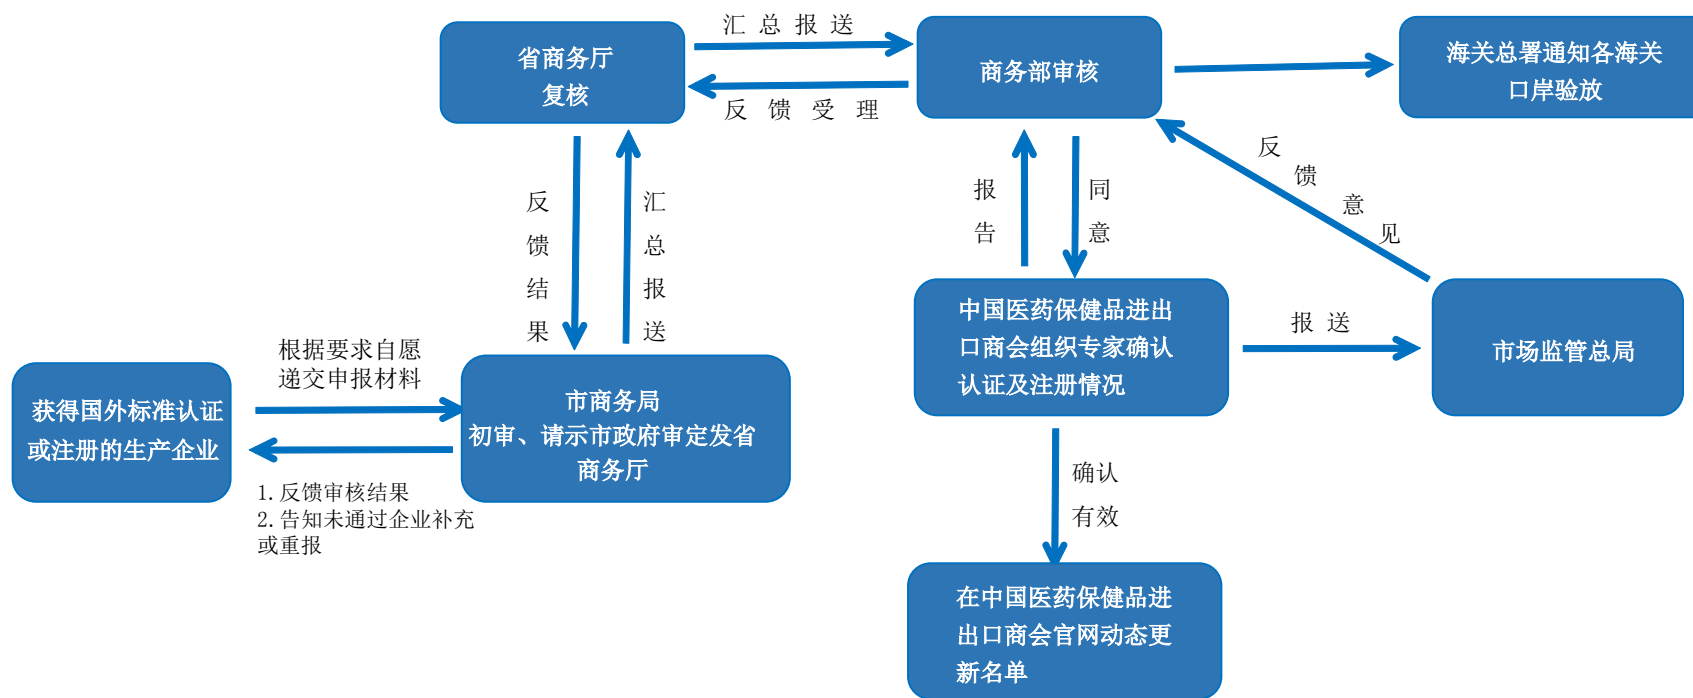 汇总报送
省商务厅
复核
商务部审核
海关总署通知各海关
口岸验放
反馈受理
反馈结果
汇总报送
报告
同意
反馈意见
中国医药保健品进出
口商会组织专家确认
认证及注册情况
报送
市场监管总局
根据要求自愿
递交申报材料
获得国外标准认证
或注册的生产企业
市商务局
初审、请示市政府审定发省
商务厅
1.反馈审核结果
2.告知未通过企业补充
或重报
确认
有效
在中国医药保健品进
出口商会官网动态更
新名单